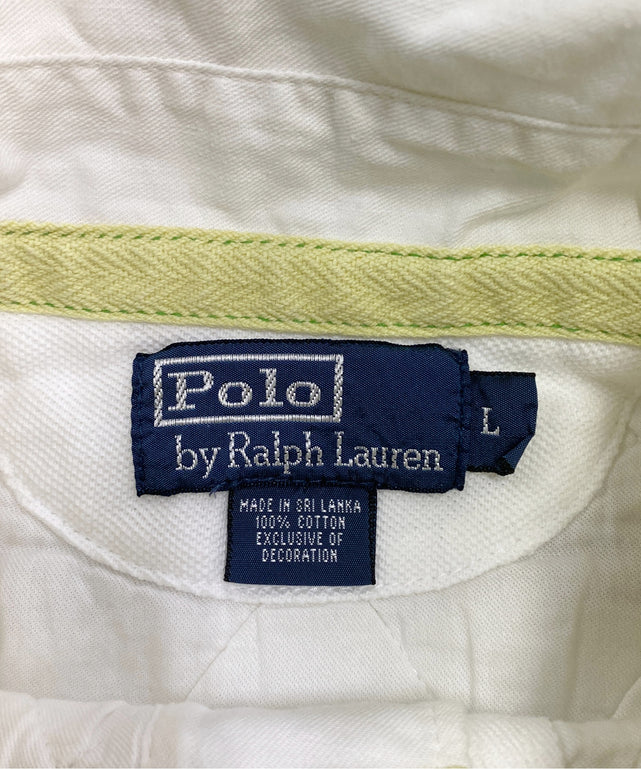 Polo
by Ralph Lauren
L
MADE IN SRI LANKA
100% COTTON
EXCLUSIVE OF
DECORATION